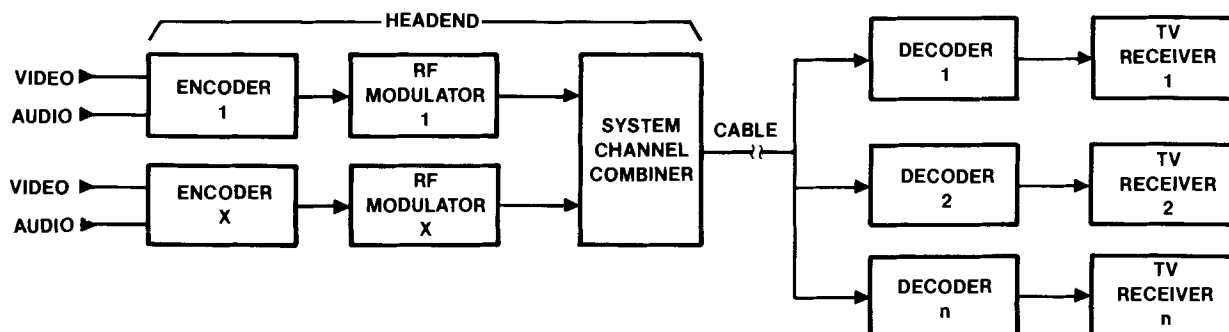 HEADEND
VIDEO
AUDIO
ENCODER
1
RF
MODULATOR
1
VIDEO
AUDIO
ENCODER
X
RF
MODULATOR
X
SYSTEM
CHANNEL
COMBINER
CABLE
DECODER
1
TV
RECEIVER
1
DECODER
2
TV
RECEIVER
2
DECODER
n
TV
RECEIVER
n